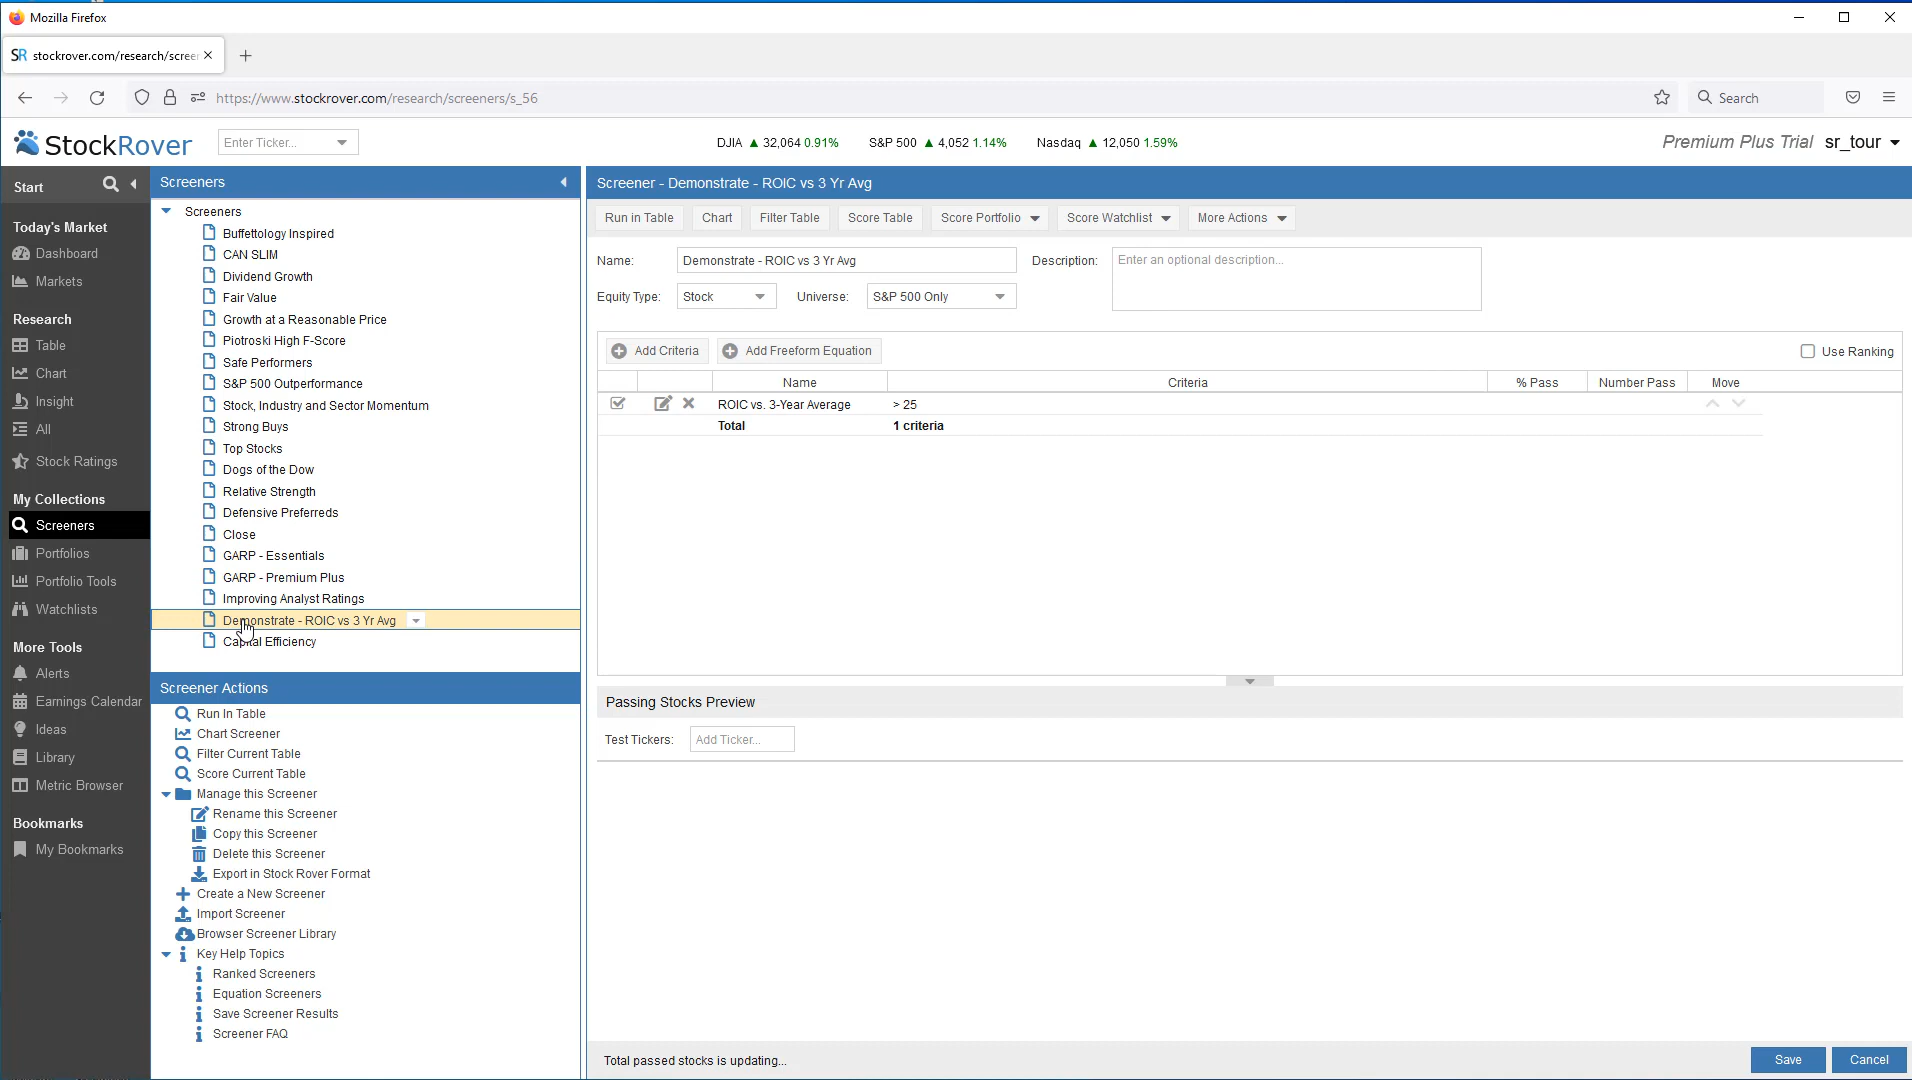 Mozilla Firefox
SR stockrover.com/research/scree
https://www.stockrover.com/research/screeners/s_56
Search
StockRover
Enter Ticker...
DJIA ▲ 32,064 0.91%
S&P 500 ▲ 4,052 1.14%
Nasdaq ▲ 12,050 1.59%
Premium Plus Trial
sr_tour
Start
Today's Market
Dashboard
Markets
Research
Table
Chart
Insight
All
Stock Ratings
My Collections
Screeners
Portfolios
Portfolio Tools
Watchlists
More Tools
Alerts
Earnings Calendar
Ideas
Library
Metric Browser
Bookmarks
My Bookmarks
Screeners
Screeners
Buffettology Inspired
CAN SLIM
Dividend Growth
Fair Value
Growth at a Reasonable Price
Piotroski High F-Score
Safe Performers
S&P 500 Outperformance
Stock, Industry and Sector Momentum
Strong Buys
Top Stocks
Dogs of the Dow
Relative Strength
Defensive Preferreds
Close
GARP - Essentials
GARP - Premium Plus
Improving Analyst Ratings
Demonstrate - ROIC vs 3 Yr Avg
Capital Efficiency
Screener Actions
Run In Table
Chart Screener
Filter Current Table
Score Current Table
Manage this Screener
Rename this Screener
Copy this Screener
Delete this Screener
Export in Stock Rover Format
Create a New Screener
Import Screener
Browser Screener Library
Key Help Topics
Ranked Screeners
Equation Screeners
Save Screener Results
Screener FAQ
Screener - Demonstrate - ROIC vs 3 Yr Avg
Run in Table
Chart
Filter Table
Score Table
Score Portfolio
Score Watchlist
More Actions
Name: Demonstrate - ROIC vs 3 Yr Avg
Description: Enter an optional description...
Equity Type: Stock
Universe: S&P 500 Only
Add Criteria
Add Freeform Equation
Use Ranking
Name Criteria % Pass Number Pass Move
ROIC vs. 3-Year Average > 25
Total 1 criteria
Passing Stocks Preview
Test Tickers: Add Ticker...
Total passed stocks is updating...
Save
Cancel